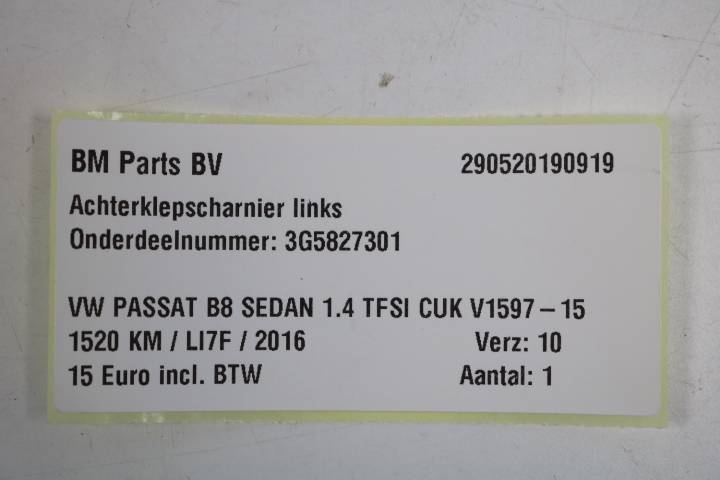 BM Parts BV 290520190919
Achterklepscharnier links
Onderdeelnummer: 3G5827301
VW PASSAT B8 SEDAN 1.4 TFSI CUK V1597 – 15
1520 KM / LI7F / 2016 Verz: 10
15 Euro incl. BTW Aantal: 1